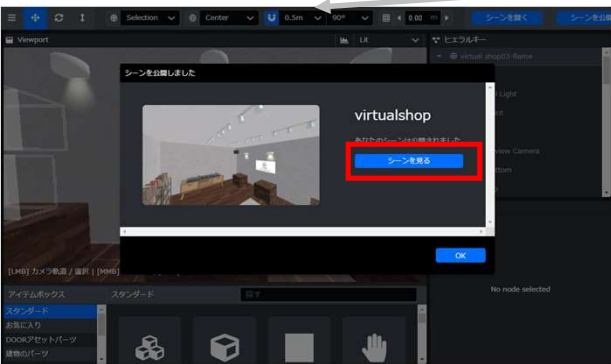 Selection
Center
0.5m
90°
0.00 m
シーンを開く
シーンを公開
Viewport
Lit
ヒエラルキー
virtual shop03-flame
シーンを公開しました
virtualshop
あなたのシーンは公開されました
シーンを見る
Light
view Camera
OK
[LMB] カメラ軌道 / 選択 | [MMB]
No node selected
アイテムボックス
スタンダード
探す
スタンダード
お気に入り
DOORアセットパーツ
建物のパーツ